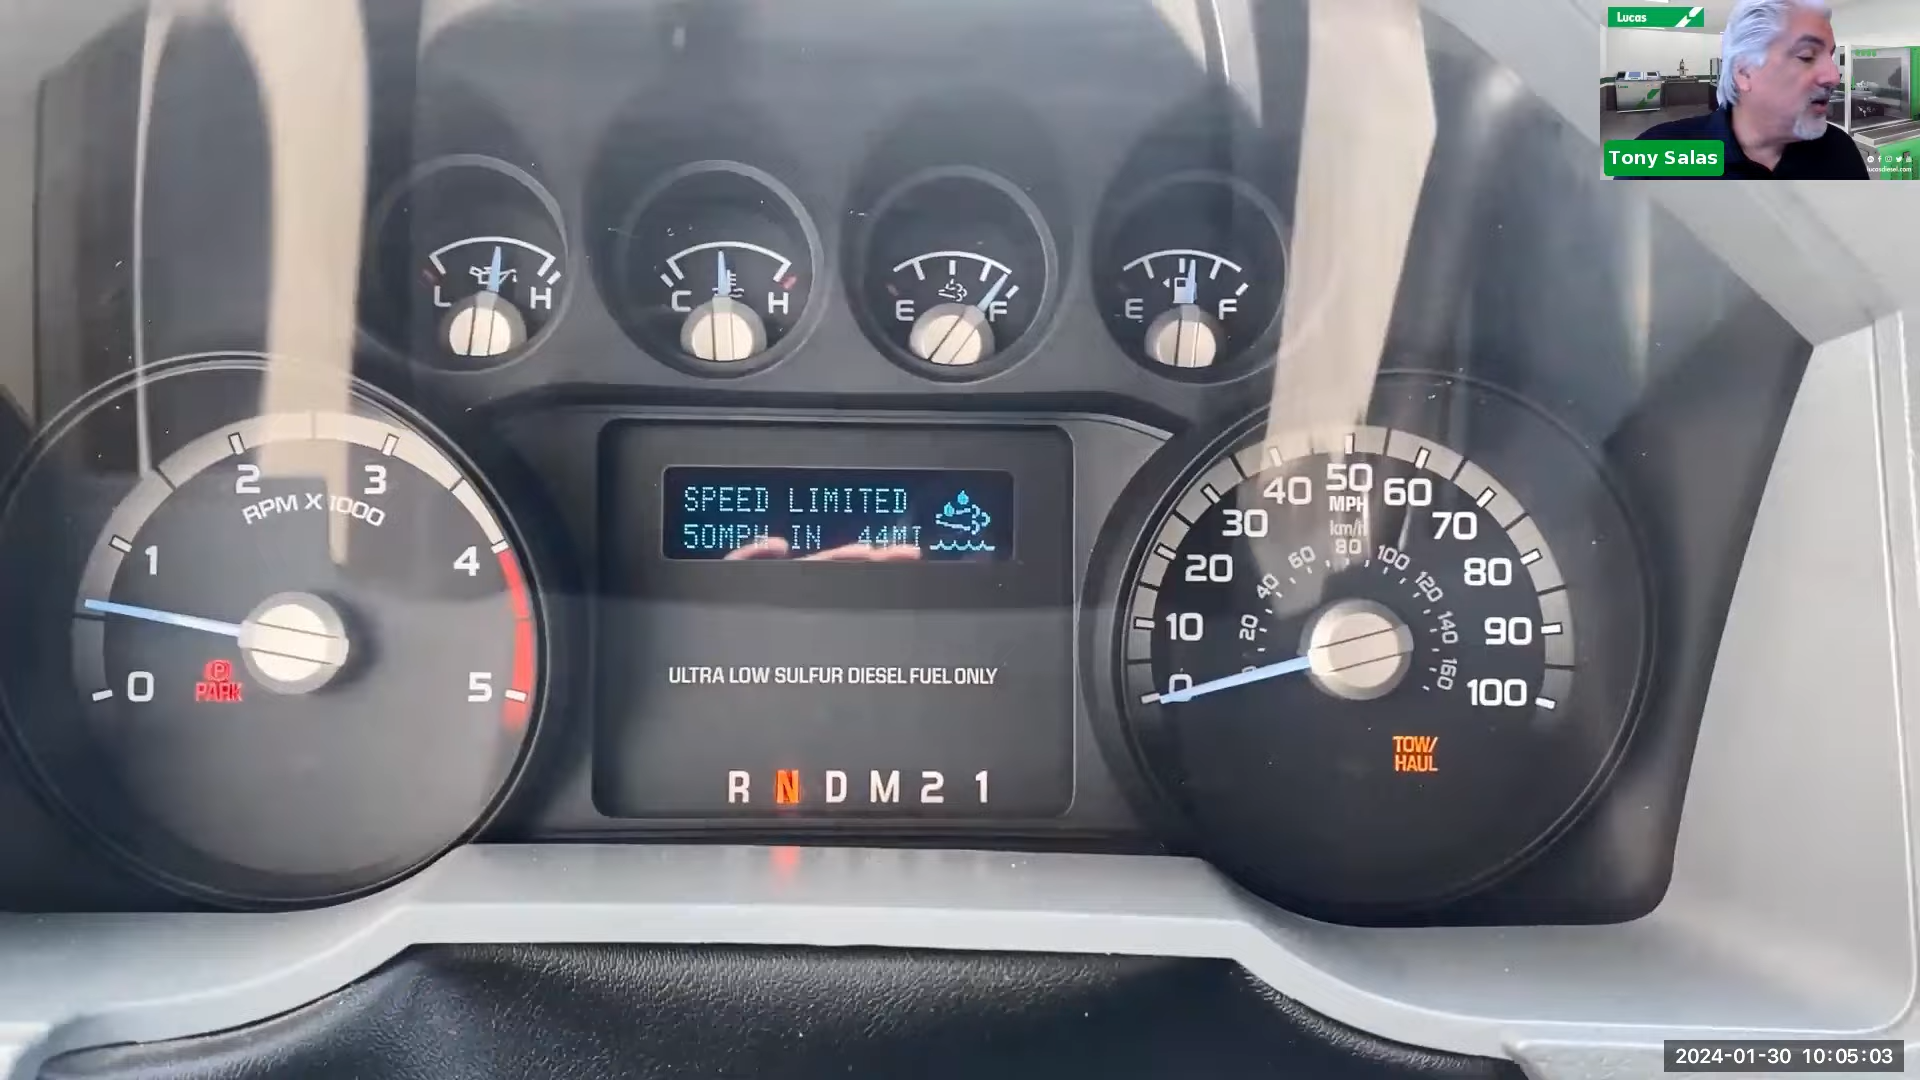 Lucas
Tony Salas
lucasdiesel.com
L H
C H
E F
E F
0 1 2 3 4 5
RPM X 1000
PARK
SPEED LIMITED
50MPH IN 44MI
ULTRA LOW SULFUR DIESEL FUEL ONLY
R N D M 2 1
0 10 20 30 40 50 60 70 80 90 100
MPH
km/h
20 40 60 80 100 120 140 160
TOW/
HAUL
2024-01-30 10:05:03